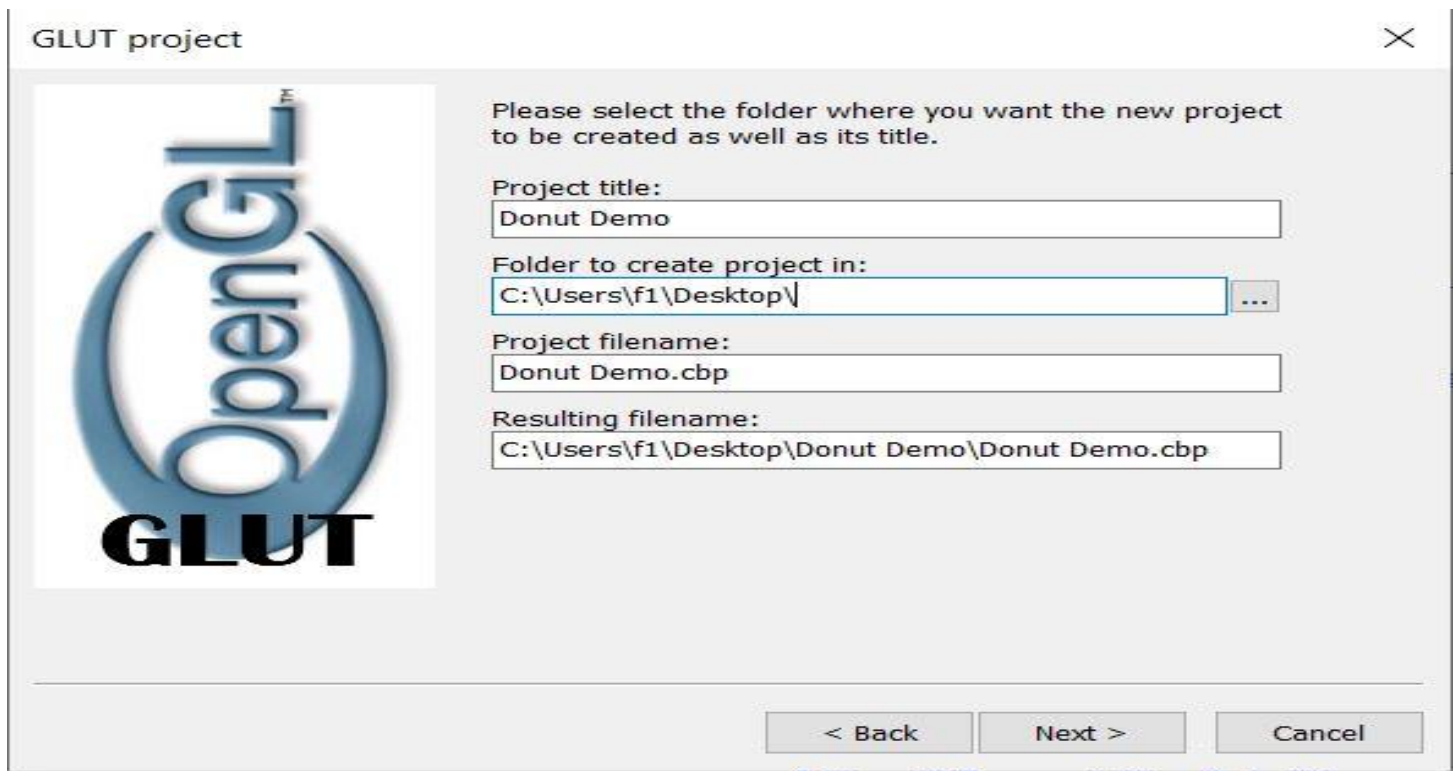 GLUT project
OpenGL™
GLUT
Please select the folder where you want the new project
to be created as well as its title.
Project title:
Donut Demo
Folder to create project in:
C:\Users\f1\Desktop\
...
Project filename:
Donut Demo.cbp
Resulting filename:
C:\Users\f1\Desktop\Donut Demo\Donut Demo.cbp
< Back
Next >
Cancel